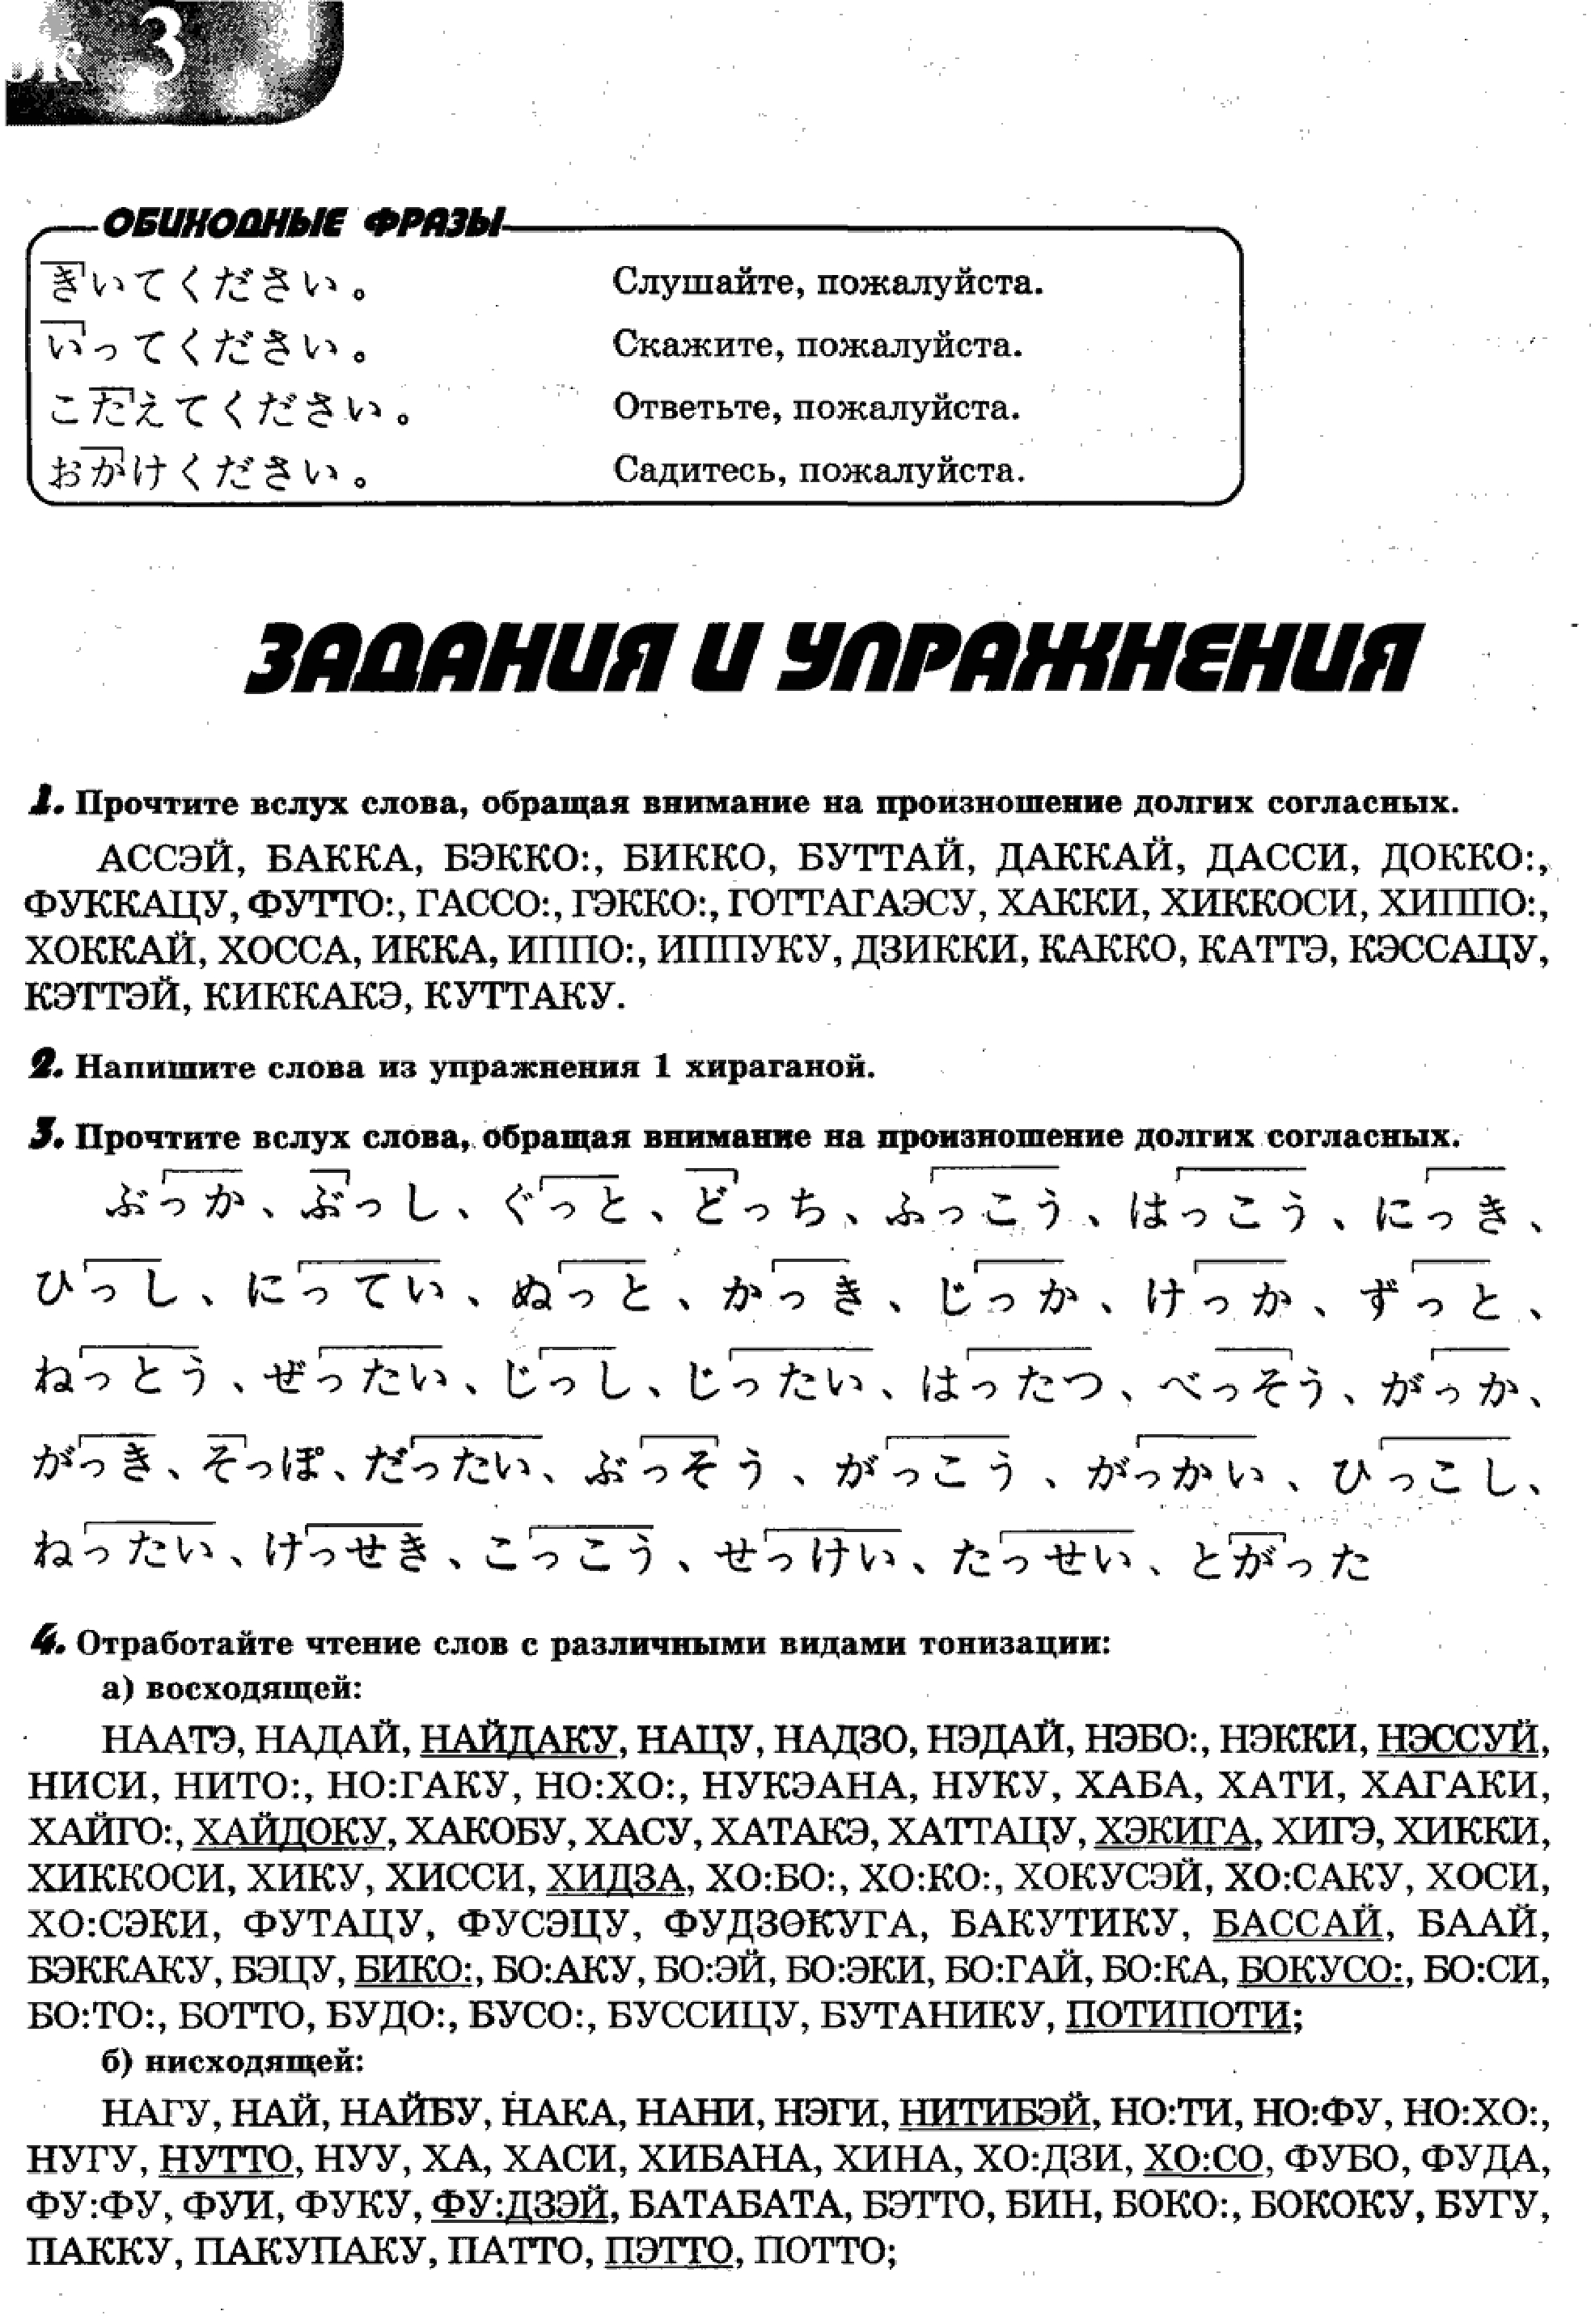 3
ОБИХОДНЫЕ ФРАЗЫ
きいてください。 Слушайте, пожалуйста.
いってください。 Скажите, пожалуйста.
こたえてください。 Ответьте, пожалуйста.
おかけください。 Садитесь, пожалуйста.
ЗАДАНИЯ И УПРАЖНЕНИЯ
1. Прочтите вслух слова, обращая внимание на произношение долгих согласных.
АССЭЙ, БАККА, БЭККО:, БИККО, БУТТАЙ, ДАККАЙ, ДАССИ, ДОККО:,
ФУККАЦУ, ФУТТО:, ГАССО:, ГЭККО:, ГОТТАГАЭСУ, ХАККИ, ХИККОСИ, ХИППО:,
ХОККАЙ, ХОССА, ИККА, ИППО:, ИППУКУ, ДЗИККИ, КАККО, КАТТЭ, КЭССАЦУ,
КЭТТЭЙ, КИККАКЭ, КУТТАКУ.
2. Напишите слова из упражнения 1 хираганой.
3. Прочтите вслух слова, обращая внимание на произношение долгих согласных.
ぶっか、ぶっし、ぐっと、どっち、ふっこう、はっこう、にっき、
ひっし、にってい、ぬっと、かっき、じっか、けっか、ずっと、
ねっとう、ぜったい、じっし、じったい、はったつ、べっそう、がっか、
がっき、そっぽ、だったい、ぶっそう、がっこう、がっかい、ひっこし、
ねったい、けっせき、こっこう、せっけい、たっせい、とがった
4. Отработайте чтение слов с различными видами тонизации:
а) восходящей:
НААТЭ, НАДАЙ, НАЙДАКУ, НАЦУ, НАДЗО, НЭДАЙ, НЭБО:, НЭККИ, НЭССУЙ,
НИСИ, НИТО:, НО:ГАКУ, НО:ХО:, НУКЭАНА, НУКУ, ХАБА, ХАТИ, ХАГАКИ,
ХАЙГО:, ХАЙДОКУ, ХАКОБУ, ХАСУ, ХАТАКЭ, ХАТТАЦУ, ХЭКИГА, ХИГЭ, ХИККИ,
ХИККОСИ, ХИКУ, ХИССИ, ХИДЗА, ХО:БО:, ХО:КО:, ХОКУСЭЙ, ХО:САКУ, ХОСИ,
ХО:СЭКИ, ФУТАЦУ, ФУСЭЦУ, ФУДЗОКУГА, БАКУТИКУ, БАССАЙ, БААЙ,
БЭККАКУ, БЭЦУ, БИКО:, БО:АКУ, БО:ЭЙ, БО:ЭКИ, БО:ГАЙ, БО:КА, БОКУСО:, БО:СИ,
БО:ТО:, БОТТО, БУДО:, БУСО:, БУССИЦУ, БУТАНИКУ, ПОТИПОТИ;
б) нисходящей:
НАГУ, НАЙ, НАЙБУ, НАКА, НАНИ, НЭГИ, НИТИБЭЙ, НО:ТИ, НО:ФУ, НО:ХО:,
НУГУ, НУТТО, НУУ, ХА, ХАСИ, ХИБАНА, ХИНА, ХО:ДЗИ, ХО:СО, ФУБО, ФУДА,
ФУ:ФУ, ФУИ, ФУКУ, ФУ:ДЗЭЙ, БАТАБАТА, БЭТТО, БИН, БОКО:, БОКОКУ, БУГУ,
ПАККУ, ПАКУПАКУ, ПАТТО, ПЭТТО, ПОТТО;